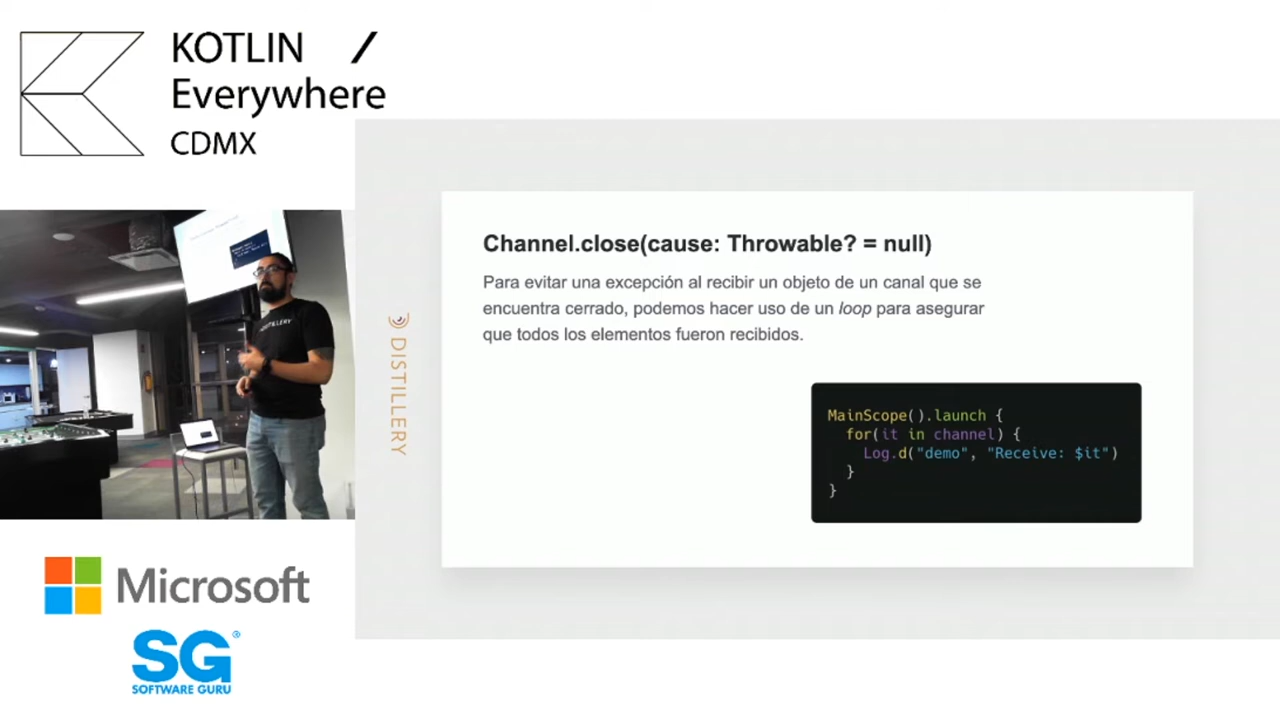 KOTLIN /
Everywhere
CDMX
DISTILLERY
Channel.close(cause: Throwable? = null)
Para evitar una excepción al recibir un objeto de un canal que se
encuentra cerrado, podemos hacer uso de un loop para asegurar
que todos los elementos fueron recibidos.
MainScope().launch {
for(it in channel) {
Log.d("demo", "Receive: $it")
}
}
DISTILLERY
Microsoft
SG®
SOFTWARE GURU